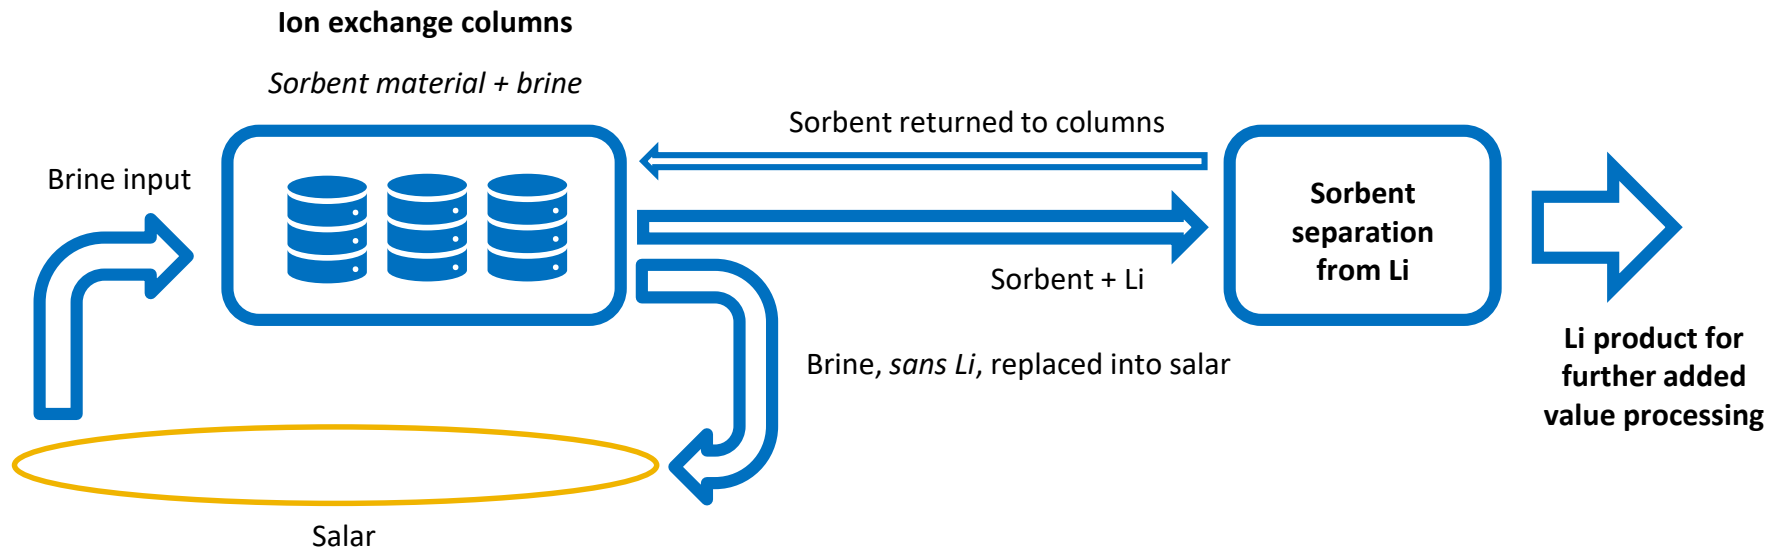 Ion exchange columns
Sorbent material + brine
Sorbent returned to columns
Brine input
Sorbent
separation
from Li
Sorbent + Li
Brine, sans Li, replaced into salar
Li product for
further added
value processing
Salar